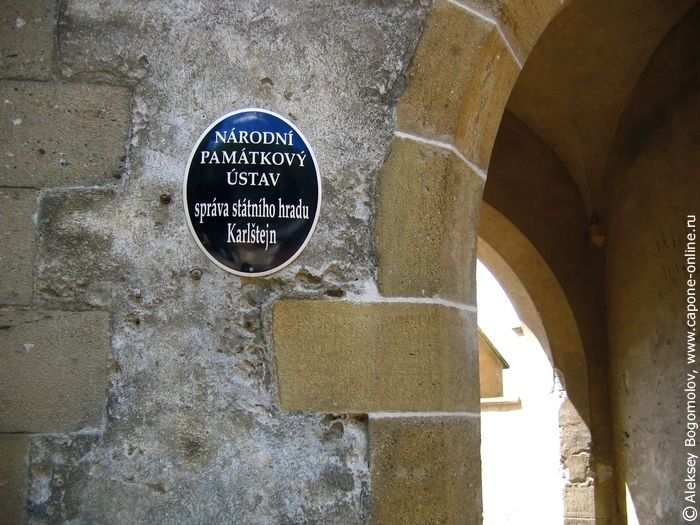 NÁRODNÍ
PAMÁTKOVÝ
ÚSTAV
správa státního hradu
Karlštejn
© Aleksey Bogomolov, www.capone-online.ru